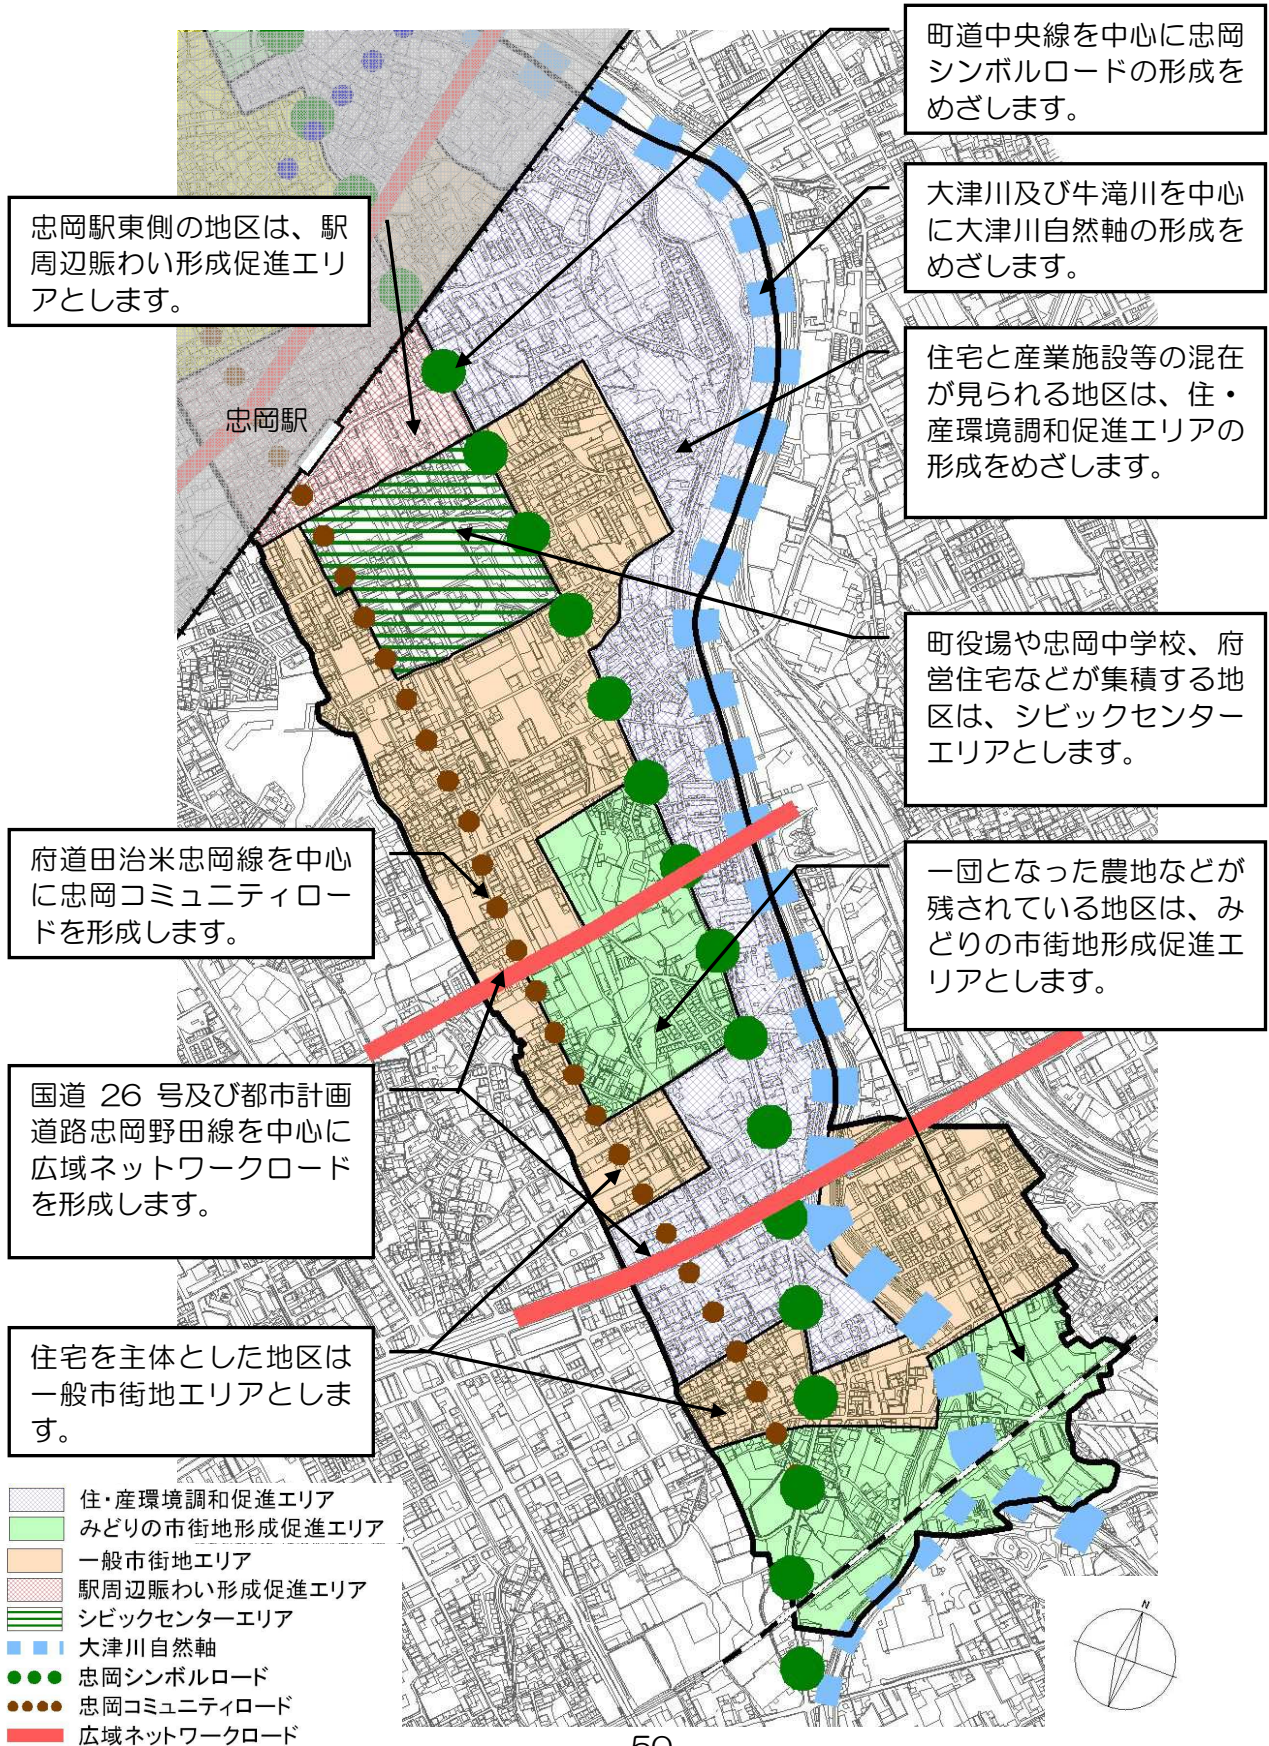 町道中央線を中心に忠岡
シンボルロードの形成を
めざします。
大津川及び牛滝川を中心
に大津川自然軸の形成を
めざします。
忠岡駅東側の地区は、駅
周辺賑わい形成促進エリ
アとします。
住宅と産業施設等の混在
が見られる地区は、住・
産環境調和促進エリアの
形成をめざします。
忠岡駅
町役場や忠岡中学校、府
営住宅などが集積する地
区は、シビックセンター
エリアとします。
府道田治米忠岡線を中心
に忠岡コミュニティロー
ドを形成します。
一団となった農地などが
残されている地区は、み
どりの市街地形成促進エ
リアとします。
国道 26 号及び都市計画
道路忠岡野田線を中心に
広域ネットワークロード
を形成します。
住宅を主体とした地区は
一般市街地エリアとしま
す。
住・産環境調和促進エリア
みどりの市街地形成促進エリア
一般市街地エリア
駅周辺賑わい形成促進エリア
シビックセンターエリア
大津川自然軸
忠岡シンボルロード
忠岡コミュニティロード
広域ネットワークロード
N